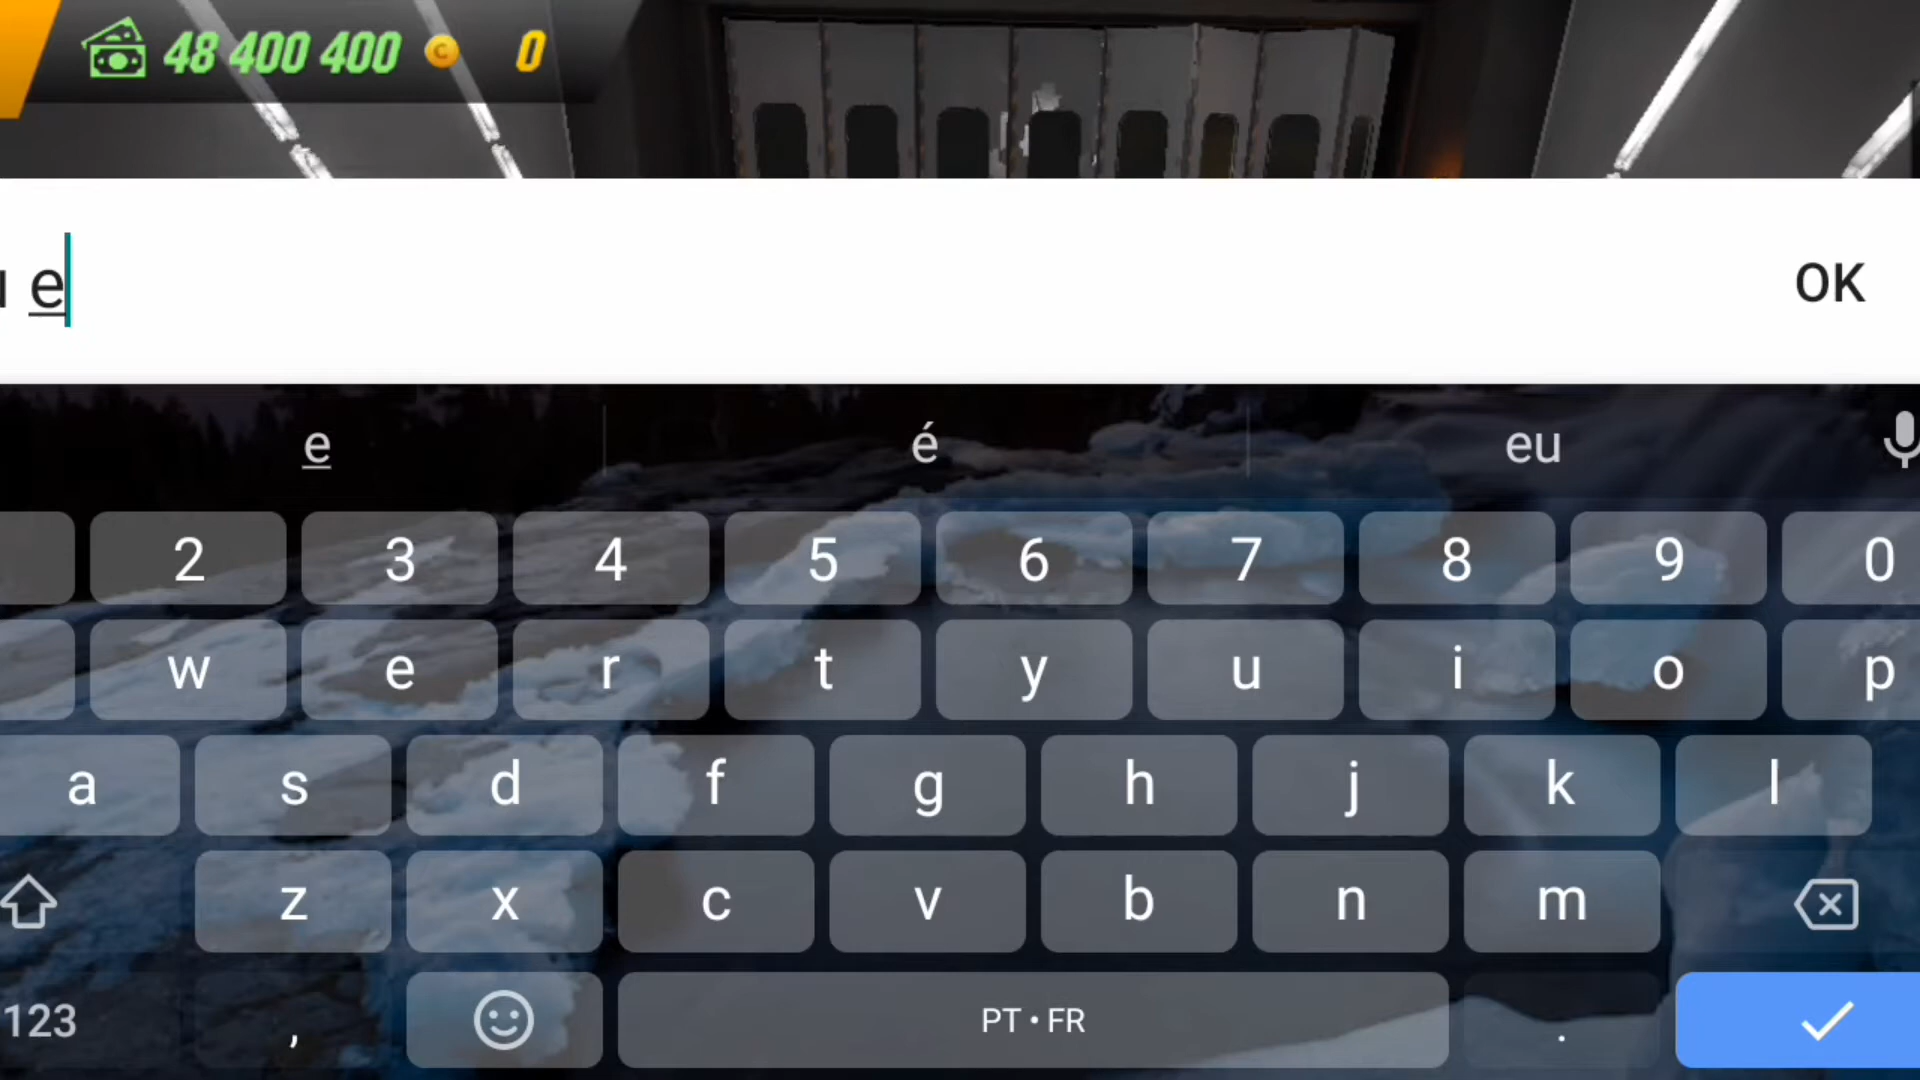 48 400 400 C 0
e
OK
e é eu
2 3 4 5 6 7 8 9 0
w e r t y u i o p
a s d f g h j k l
z x c v b n m
123 , PT • FR .